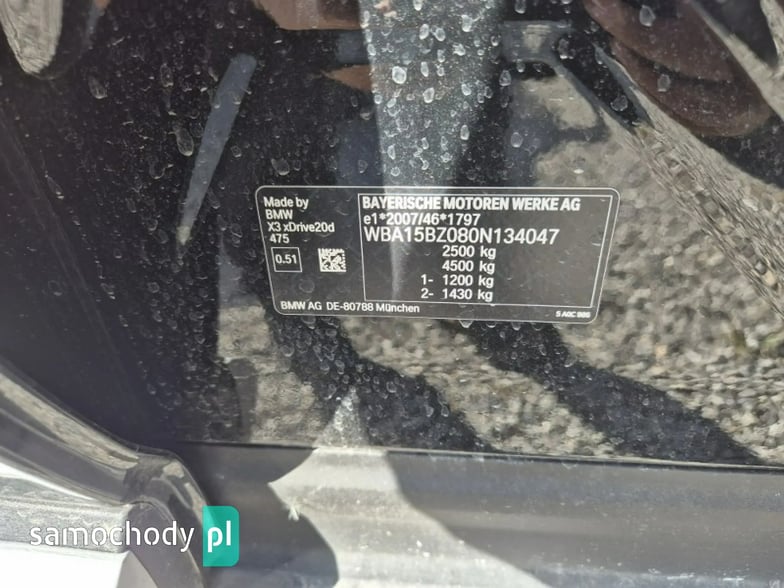 Made by
BMW
X3 xDrive20d
475
0.51
BAYERISCHE MOTOREN WERKE AG
e1*2007/46*1797
WBA15BZ080N134047
2500 kg
4500 kg
1- 1200 kg
2- 1430 kg
BMW AG DE-80788 München
samochody pl